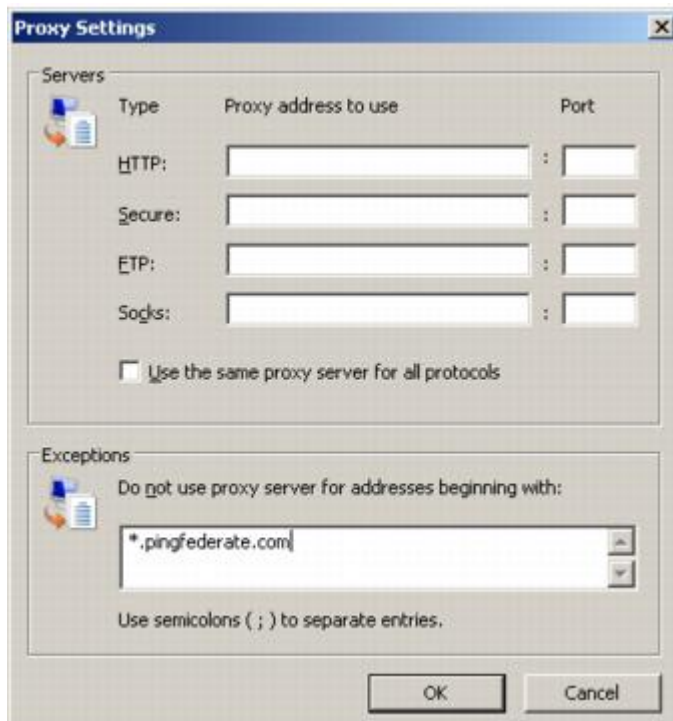 Proxy Settings
Servers
Type Proxy address to use Port
HTTP: :
Secure: :
FTP: :
Socks: :
Use the same proxy server for all protocols
Exceptions
Do not use proxy server for addresses beginning with:
*.pingfederate.com
Use semicolons ( ; ) to separate entries.
OK Cancel